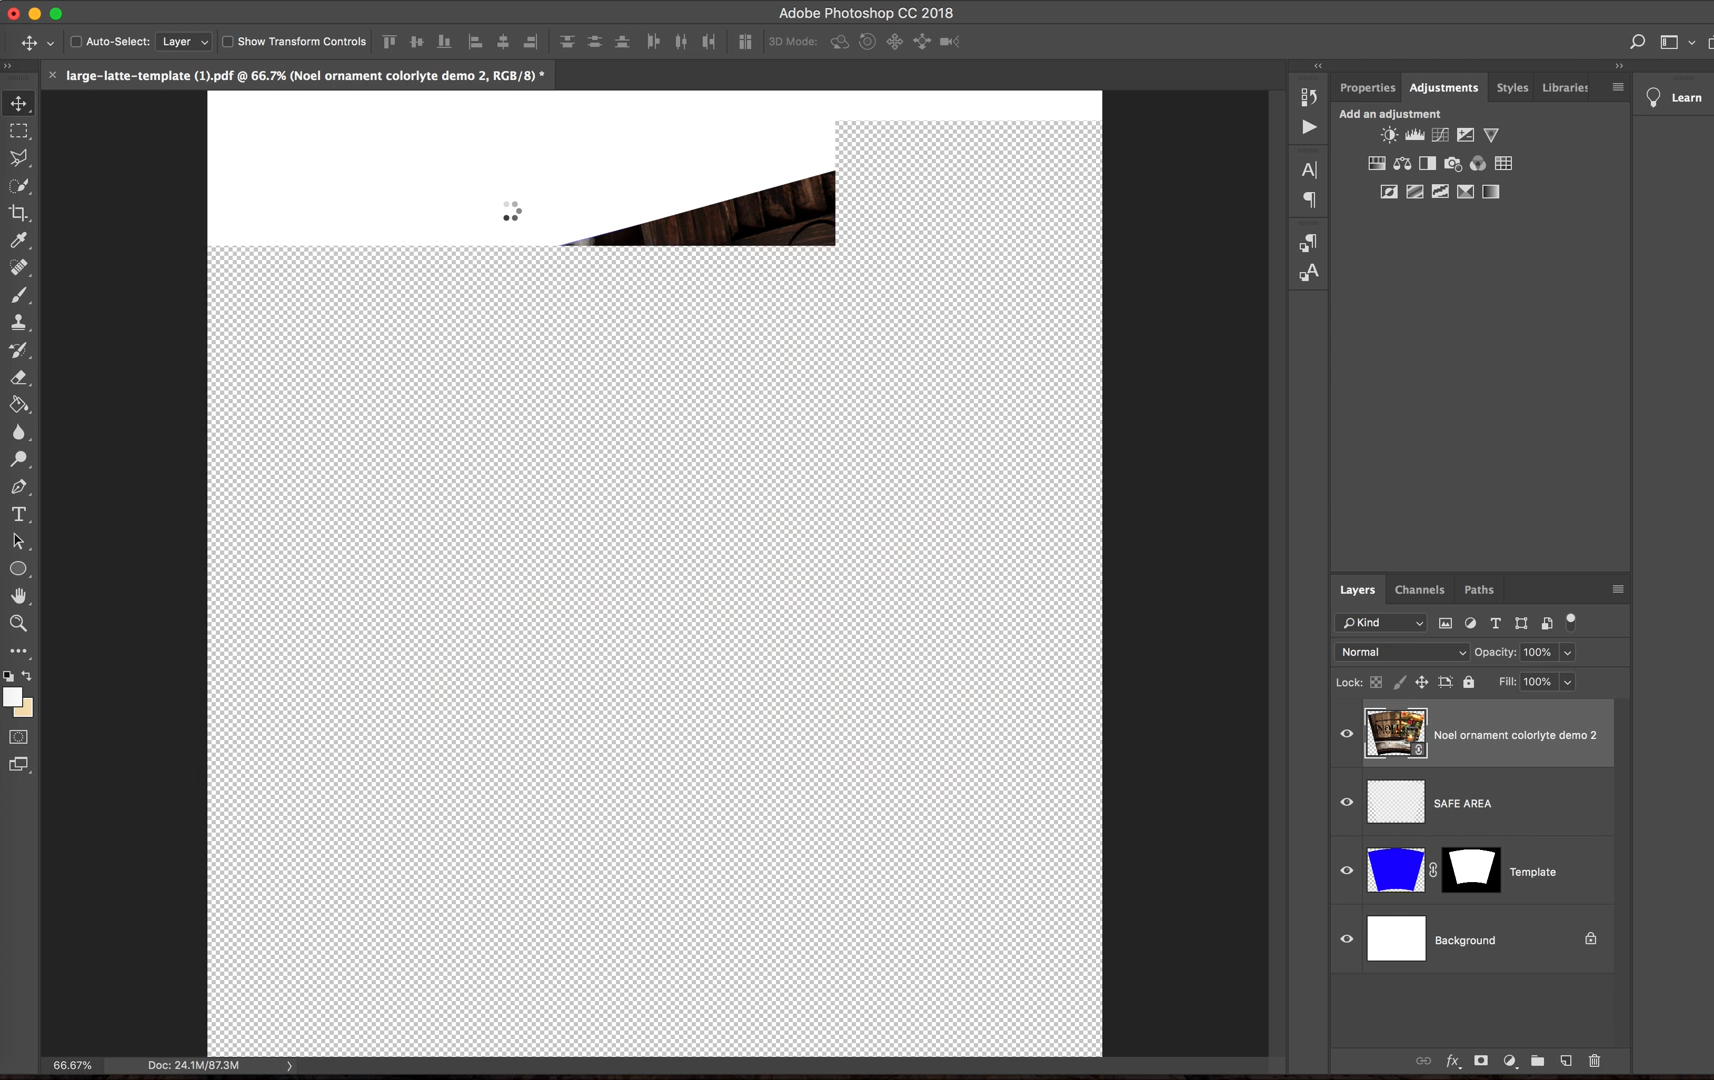 Adobe Photoshop CC 2018
Auto-Select: Layer Show Transform Controls 3D Mode:
large-latte-template (1).pdf @ 66.7% (Noel ornament colorlyte demo 2, RGB/8) *
Properties Adjustments Styles Libraries
Learn
Add an adjustment
Layers Channels Paths
Kind
Normal Opacity: 100%
Lock: Fill: 100%
Noel ornament colorlyte demo 2
SAFE AREA
Template
Background
66.67% Doc: 24.1M/87.3M